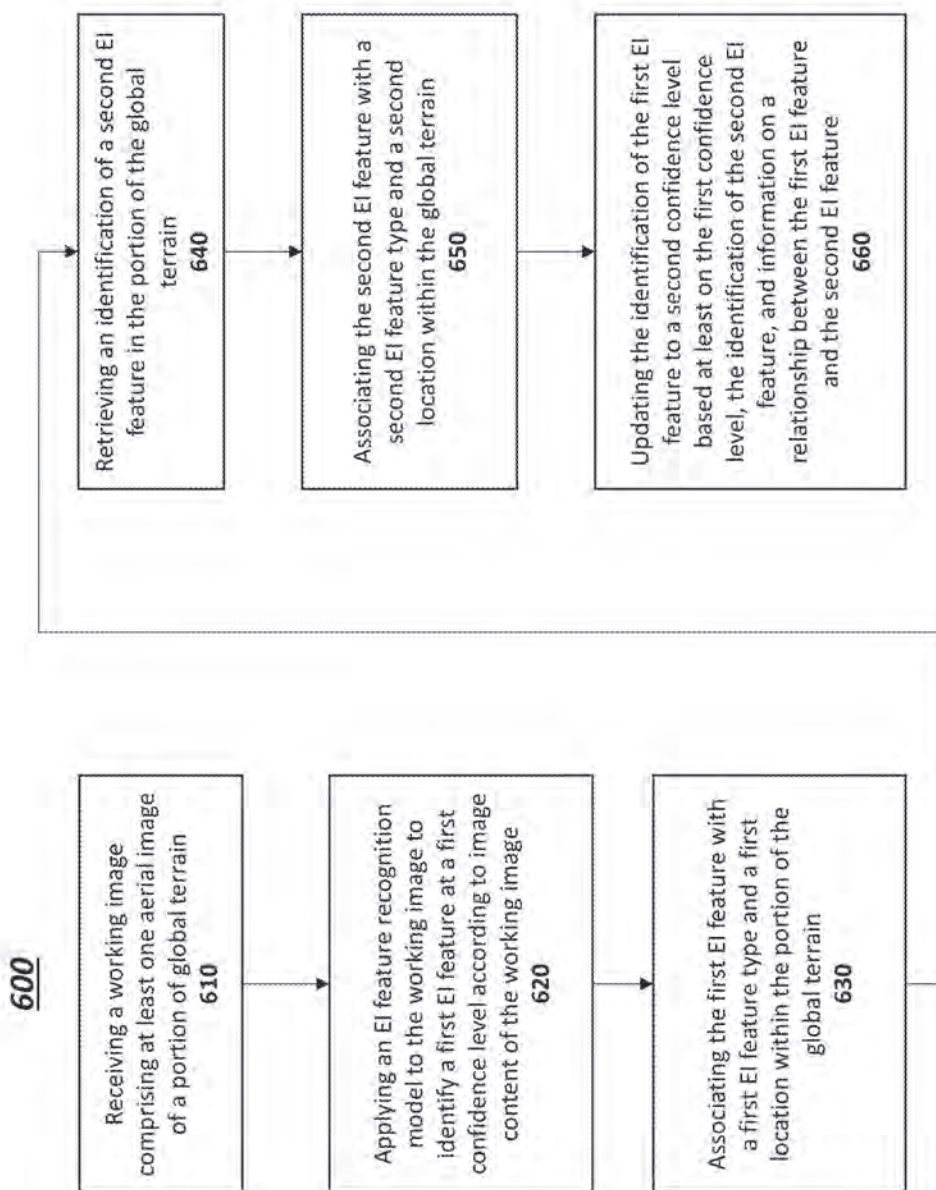 600
Receiving a working image
comprising at least one aerial image
of a portion of global terrain
610
Applying an EI feature recognition
model to the working image to
identify a first EI feature at a first
confidence level according to image
content of the working image
620
Associating the first EI feature with
a first EI feature type and a first
location within the portion of the
global terrain
630
Retrieving an identification of a second EI
feature in the portion of the global
terrain
640
Associating the second EI feature with a
second EI feature type and a second
location within the global terrain
650
Updating the identification of the first EI
feature to a second confidence level
based at least on the first confidence
level, the identification of the second EI
feature, and information on a
relationship between the first EI feature
and the second EI feature
660